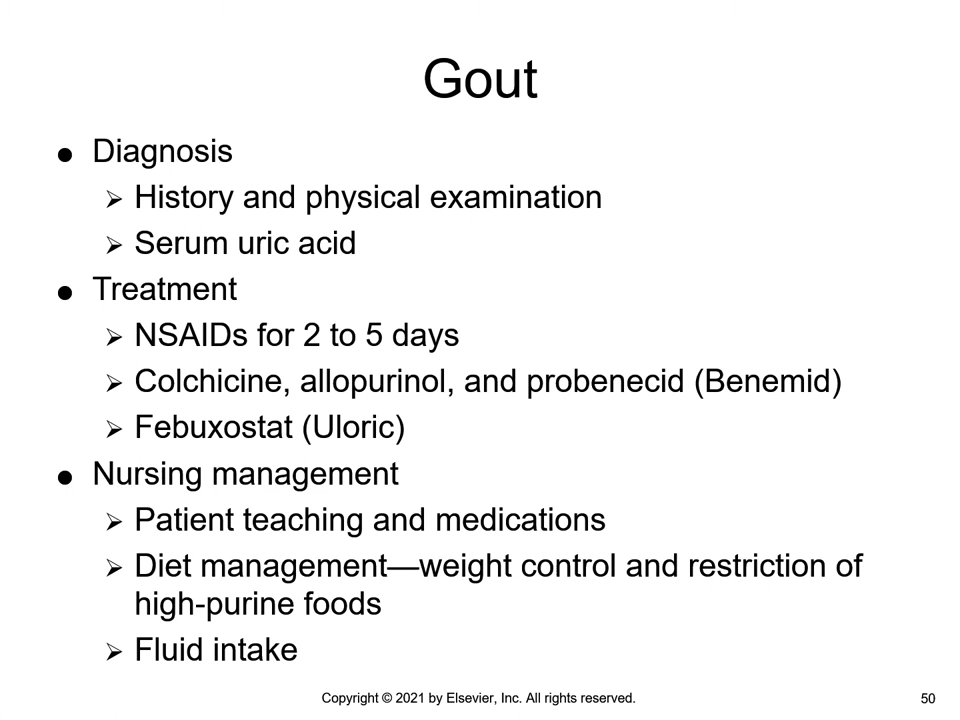 Gout
● Diagnosis
➢ History and physical examination
➢ Serum uric acid
● Treatment
➢ NSAIDs for 2 to 5 days
➢ Colchicine, allopurinol, and probenecid (Benemid)
➢ Febuxostat (Uloric)
● Nursing management
➢ Patient teaching and medications
➢ Diet management—weight control and restriction of
high-purine foods
➢ Fluid intake
Copyright © 2021 by Elsevier, Inc. All rights reserved.
50